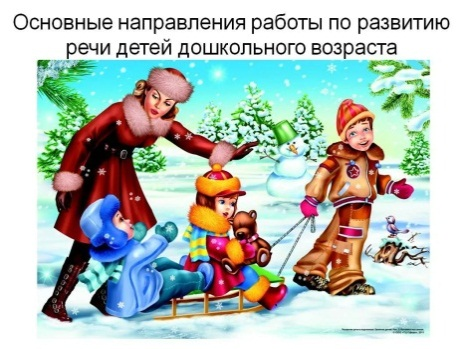 Основные направления работы по развитию
речи детей дошкольного возраста